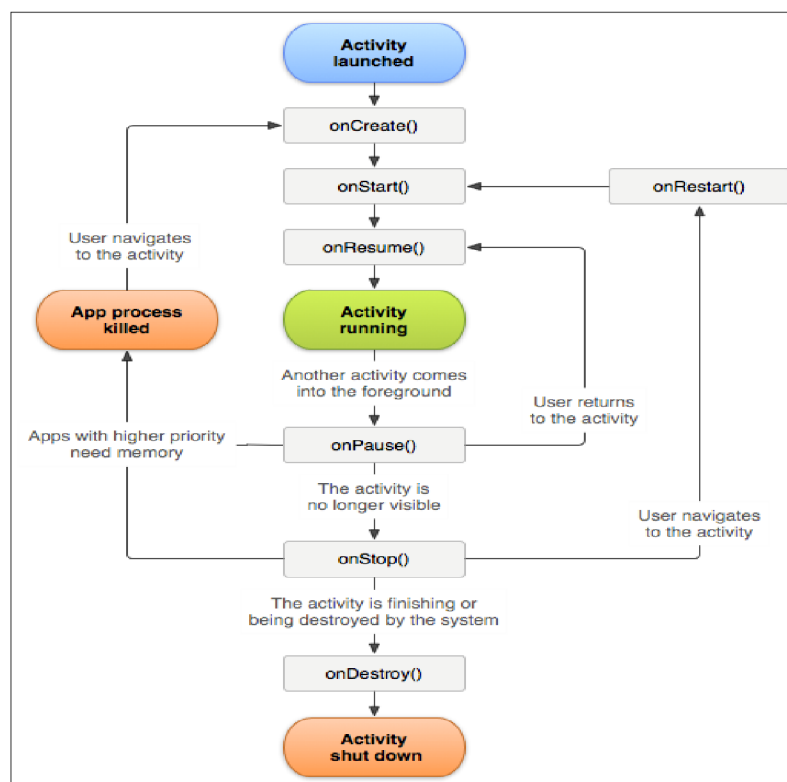 Activity
launched
onCreate()
onStart()
onRestart()
User navigates
to the activity
onResume()
App process
killed
Activity
running
Another activity comes
into the foreground
User returns
to the activity
Apps with higher priority
need memory
onPause()
The activity is
no longer visible
User navigates
to the activity
onStop()
The activity is finishing or
being destroyed by the system
onDestroy()
Activity
shut down